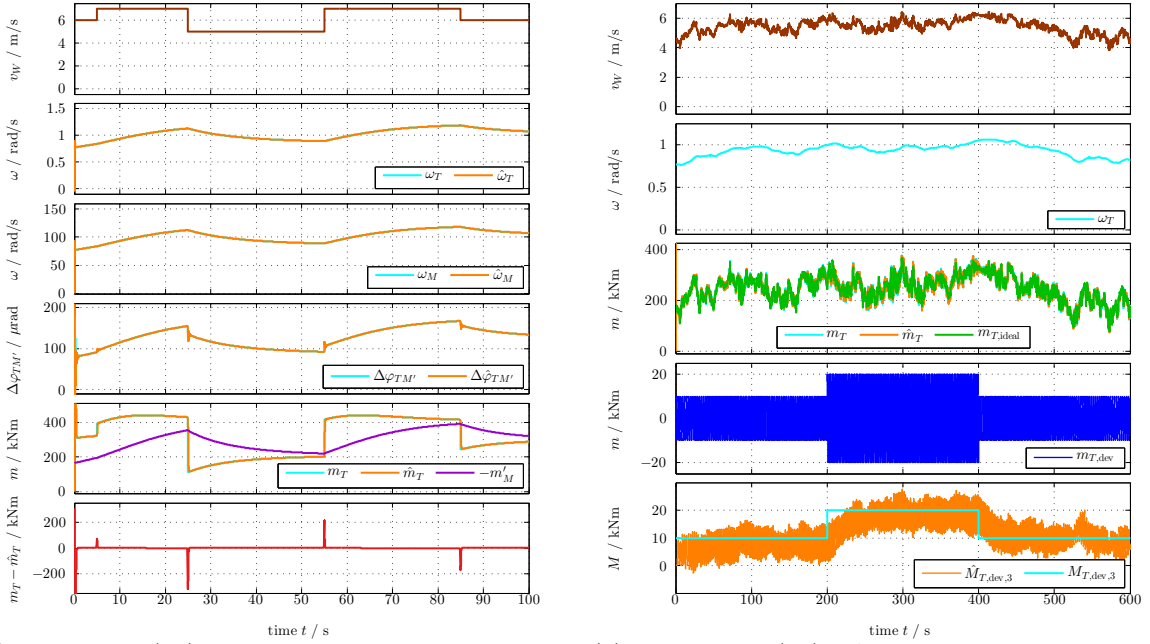 v_W / m/s
6
4
2
0
ω / rad/s
1.5
1
0.5
0
ω_T ω̂_T
ω / rad/s
150
100
50
0
ω_M ω̂_M
Δφ_TM′ / μrad
200
100
0
Δφ_TM′ Δφ̂_TM′
m / kNm
400
200
0
m_T m̂_T −m′_M
m_T − m̂_T / kNm
200
0
−200
0 10 20 30 40 50 60 70 80 90 100
time t / s
v_W / m/s
6
4
2
0
ω / rad/s
1
0.5
0
ω_T
m / kNm
400
200
0
m_T m̂_T m_T,ideal
m / kNm
20
0
−20
m_T,dev
M / kNm
20
10
0
M̂_T,dev,3 M_T,dev,3
0 100 200 300 400 500 600
time t / s